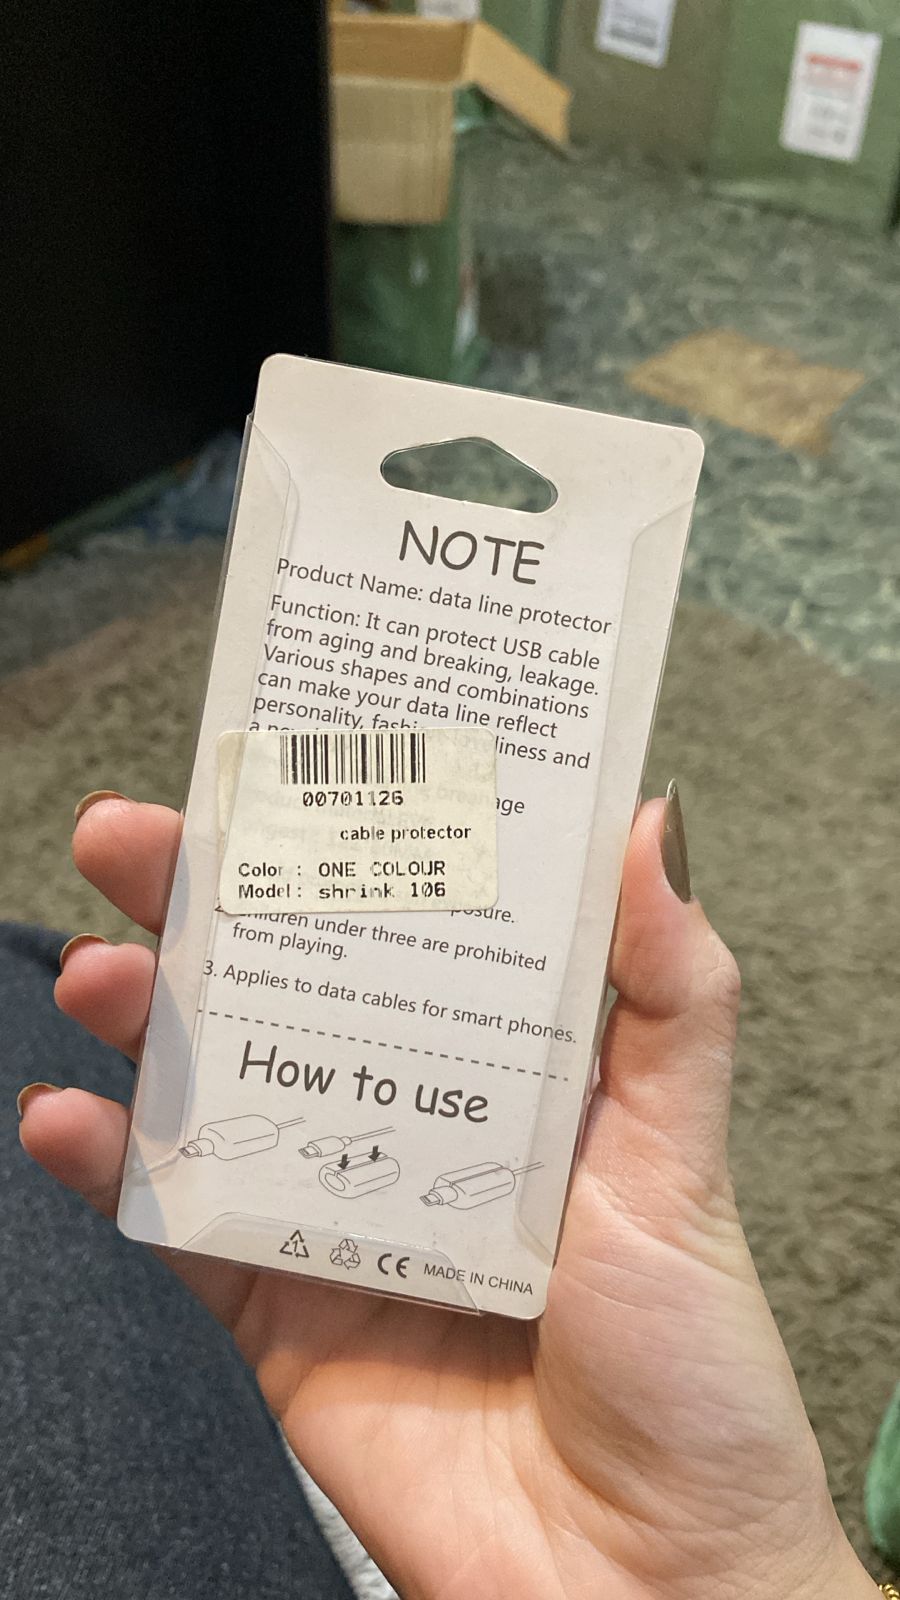 NOTE
Product Name: data line protector
Function: It can protect USB cable
from aging and breaking, leakage.
Various shapes and combinations
can make your data line reflect
personality,
liness and
00701126
cable protector
Color : ONE COLOUR
Model : shrink 106
children under three are prohibited
from playing.
3. Applies to data cables for smart phones.
How to use
1
CE MADE IN CHINA